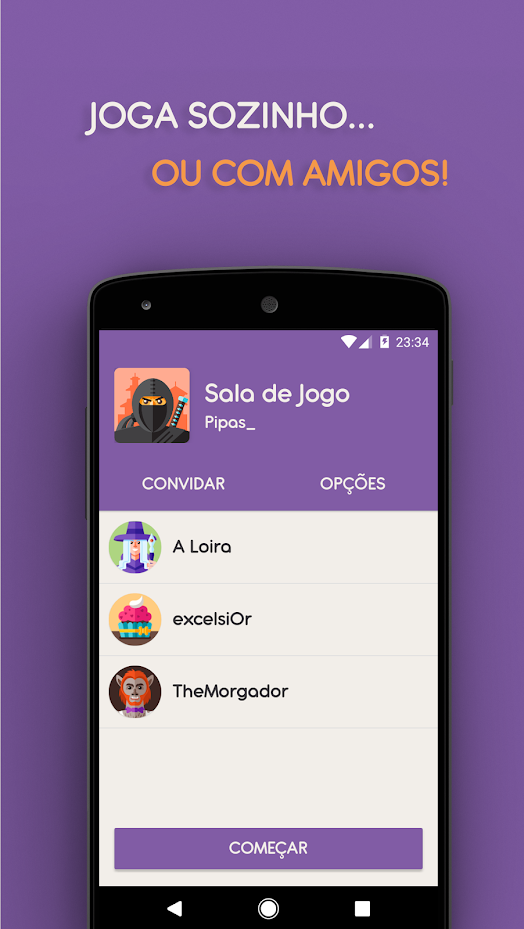 JOGA SOZINHO...
OU COM AMIGOS!
23:34
Sala de Jogo
Pipas_
CONVIDAR
OPÇÕES
A Loira
excelsiOr
TheMorgador
COMEÇAR